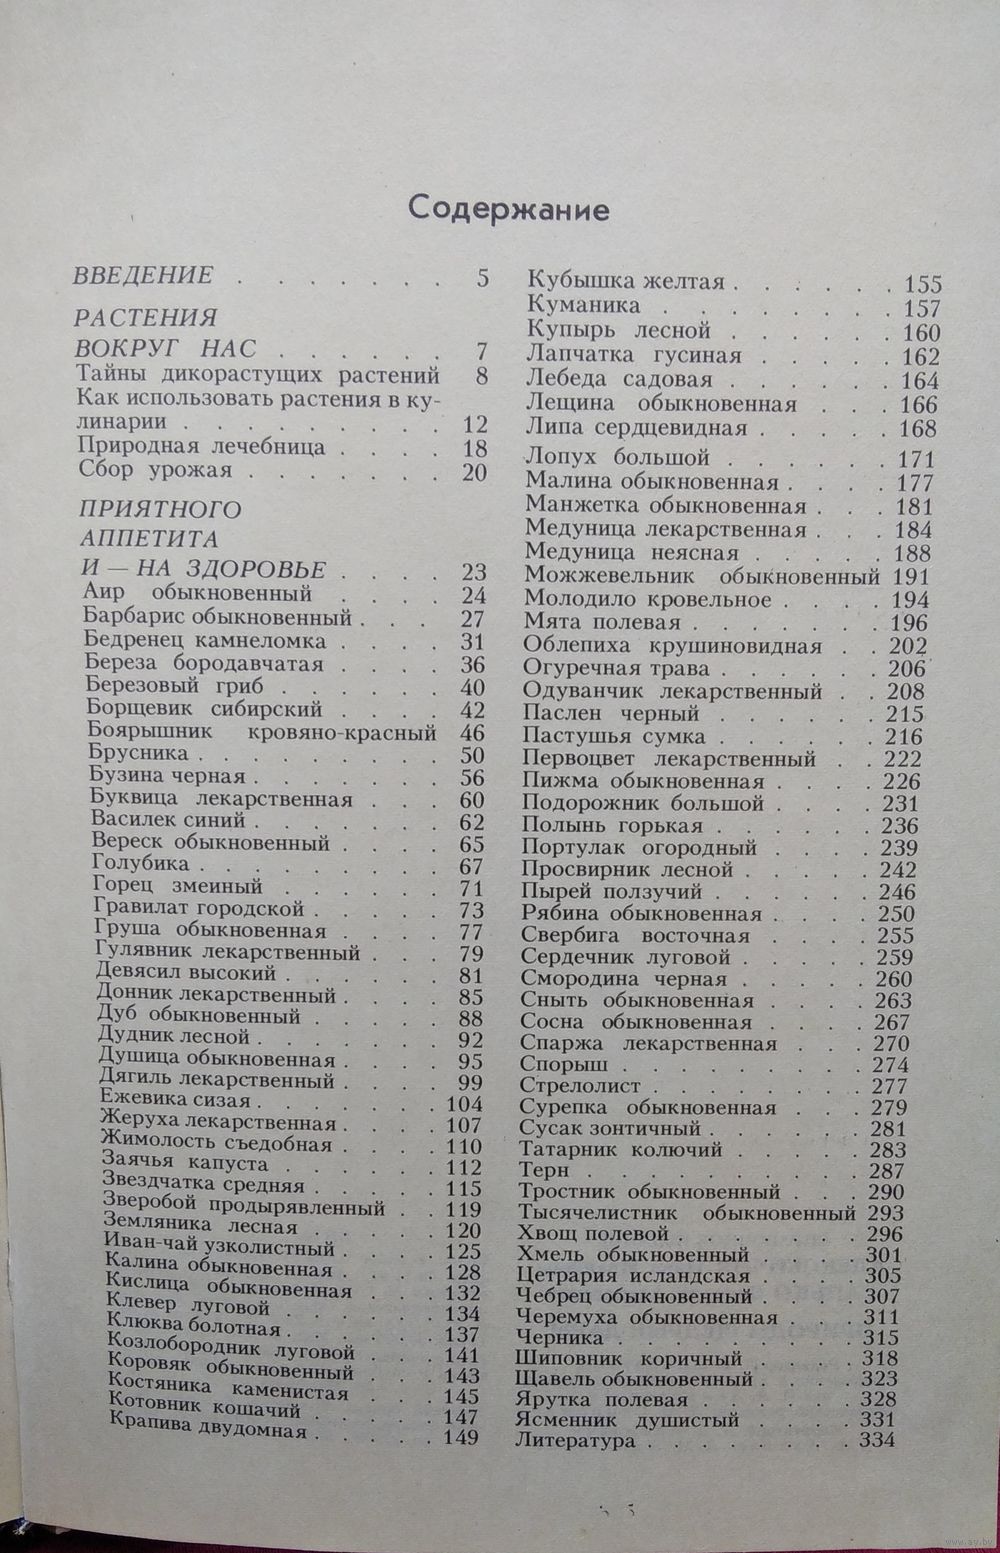 Содержание
ВВЕДЕНИЕ . . . . . . . 5
РАСТЕНИЯ
ВОКРУГ НАС . . . . . . 7
Тайны дикорастущих растений 8
Как использовать растения в ку-
линарии . . . . . . . . . 12
Природная лечебница . . . . 18
Сбор урожая . . . . . . . 20
ПРИЯТНОГО
АППЕТИТА
И — НА ЗДОРОВЬЕ . . . . 23
Аир обыкновенный . . . . 24
Барбарис обыкновенный . . . 27
Бедренец камнеломка . . . . 31
Береза бородавчатая . . . . 36
Березовый гриб . . . . . . 40
Борщевик сибирский . . . . 42
Боярышник кровяно-красный 46
Брусника . . . . . . . . . 50
Бузина черная . . . . . . . 56
Буквица лекарственная . . . 60
Василек синий . . . . . . . 62
Вереск обыкновенный . . . . 65
Голубика . . . . . . . . . 67
Горец змеиный . . . . . . 71
Гравилат городской . . . . . 73
Груша обыкновенная . . . . 77
Гулявник лекарственный . . . 79
Девясил высокий . . . . . . 81
Донник лекарственный . . . . 85
Дуб обыкновенный . . . . . 88
Дудник лесной . . . . . . . 92
Душица обыкновенная . . . . 95
Дягиль лекарственный . . . . 99
Ежевика сизая . . . . . . . 104
Жеруха лекарственная . . . . 107
Жимолость съедобная . . . . 110
Заячья капуста . . . . . . 112
Звездчатка средняя . . . . . 115
Зверобой продырявленный . . 119
Земляника лесная . . . . . 120
Иван-чай узколистный . . . . 125
Калина обыкновенная . . . . 128
Кислица обыкновенная . . . 132
Клевер луговой . . . . . . 134
Клюква болотная . . . . . . 137
Козлобородник луговой . . . 141
Коровяк обыкновенный . . . 143
Костяника каменистая . . . 145
Котовник кошачий . . . . . 147
Крапива двудомная . . . . . 149
Кубышка желтая . . . . . . 155
Куманика . . . . . . . . 157
Купырь лесной . . . . . . 160
Лапчатка гусиная . . . . . 162
Лебеда садовая . . . . . . 164
Лещина обыкновенная . . . 166
Липа сердцевидная . . . . . 168
Лопух большой . . . . . . 171
Малина обыкновенная . . . . 177
Манжетка обыкновенная . . . 181
Медуница лекарственная . . . 184
Медуница неясная . . . . . 188
Можжевельник обыкновенный 191
Молодило кровельное . . . . 194
Мята полевая . . . . . . . 196
Облепиха крушиновидная . . 202
Огуречная трава . . . . . . 206
Одуванчик лекарственный . . 208
Паслен черный . . . . . . 215
Пастушья сумка . . . . . . 216
Первоцвет лекарственный . . 222
Пижма обыкновенная . . . . 226
Подорожник большой . . . . 231
Полынь горькая . . . . . . 236
Портулак огородный . . . . 239
Просвирник лесной . . . . . 242
Пырей ползучий . . . . . . 246
Рябина обыкновенная . . . . 250
Свербига восточная . . . . 255
Сердечник луговой . . . . . 259
Смородина черная . . . . . 260
Сныть обыкновенная . . . . 263
Сосна обыкновенная . . . . 267
Спаржа лекарственная . . . 270
Спорыш . . . . . . . . . 274
Стрелолист . . . . . . . . 277
Сурепка обыкновенная . . . 279
Сусак зонтичный . . . . . . 281
Татарник колючий . . . . . 283
Терн . . . . . . . . . . 287
Тростник обыкновенный . . . 290
Тысячелистник обыкновенный 293
Хвощ полевой . . . . . . . 296
Хмель обыкновенный . . . . 301
Цетрария исландская . . . . 305
Чебрец обыкновенный . . . . 307
Черемуха обыкновенная . . . 311
Черника . . . . . . . . . 315
Шиповник коричный . . . . 318
Щавель обыкновенный . . . . 323
Ярутка полевая . . . . . . 328
Ясменник душистый . . . . 331
Литература . . . . . . . . 334
www.ay.by